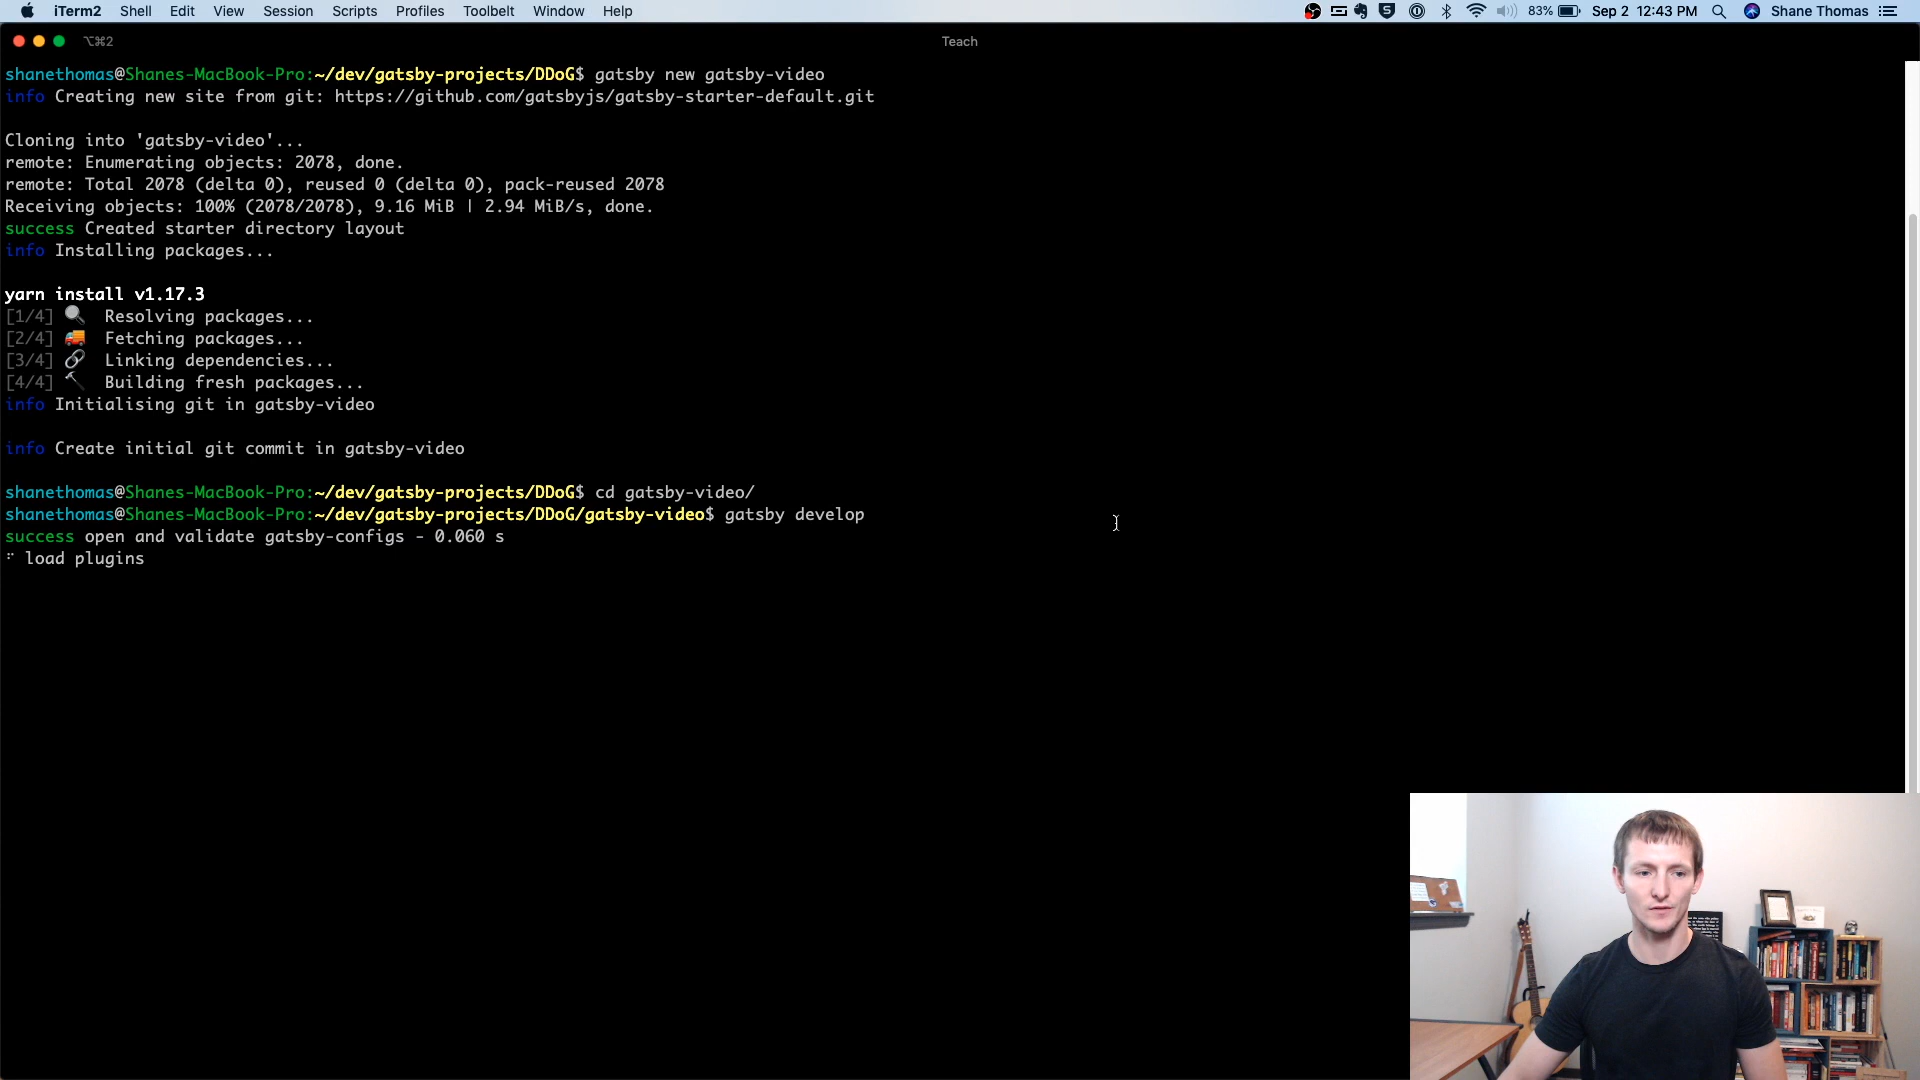 iTerm2 Shell Edit View Session Scripts Profiles Toolbelt Window Help 83% Sep 2 12:43 PM Shane Thomas
⌥⌘2 Teach
shanethomas@Shanes-MacBook-Pro:~/dev/gatsby-projects/DDoG$ gatsby new gatsby-video
info Creating new site from git: https://github.com/gatsbyjs/gatsby-starter-default.git
Cloning into 'gatsby-video'...
remote: Enumerating objects: 2078, done.
remote: Total 2078 (delta 0), reused 0 (delta 0), pack-reused 2078
Receiving objects: 100% (2078/2078), 9.16 MiB | 2.94 MiB/s, done.
success Created starter directory layout
info Installing packages...
yarn install v1.17.3
[1/4] 🔍 Resolving packages...
[2/4] 🚚 Fetching packages...
[3/4] 🔗 Linking dependencies...
[4/4] 🔨 Building fresh packages...
info Initialising git in gatsby-video
info Create initial git commit in gatsby-video
shanethomas@Shanes-MacBook-Pro:~/dev/gatsby-projects/DDoG$ cd gatsby-video/
shanethomas@Shanes-MacBook-Pro:~/dev/gatsby-projects/DDoG/gatsby-video$ gatsby develop
success open and validate gatsby-configs - 0.060 s
⠋ load plugins